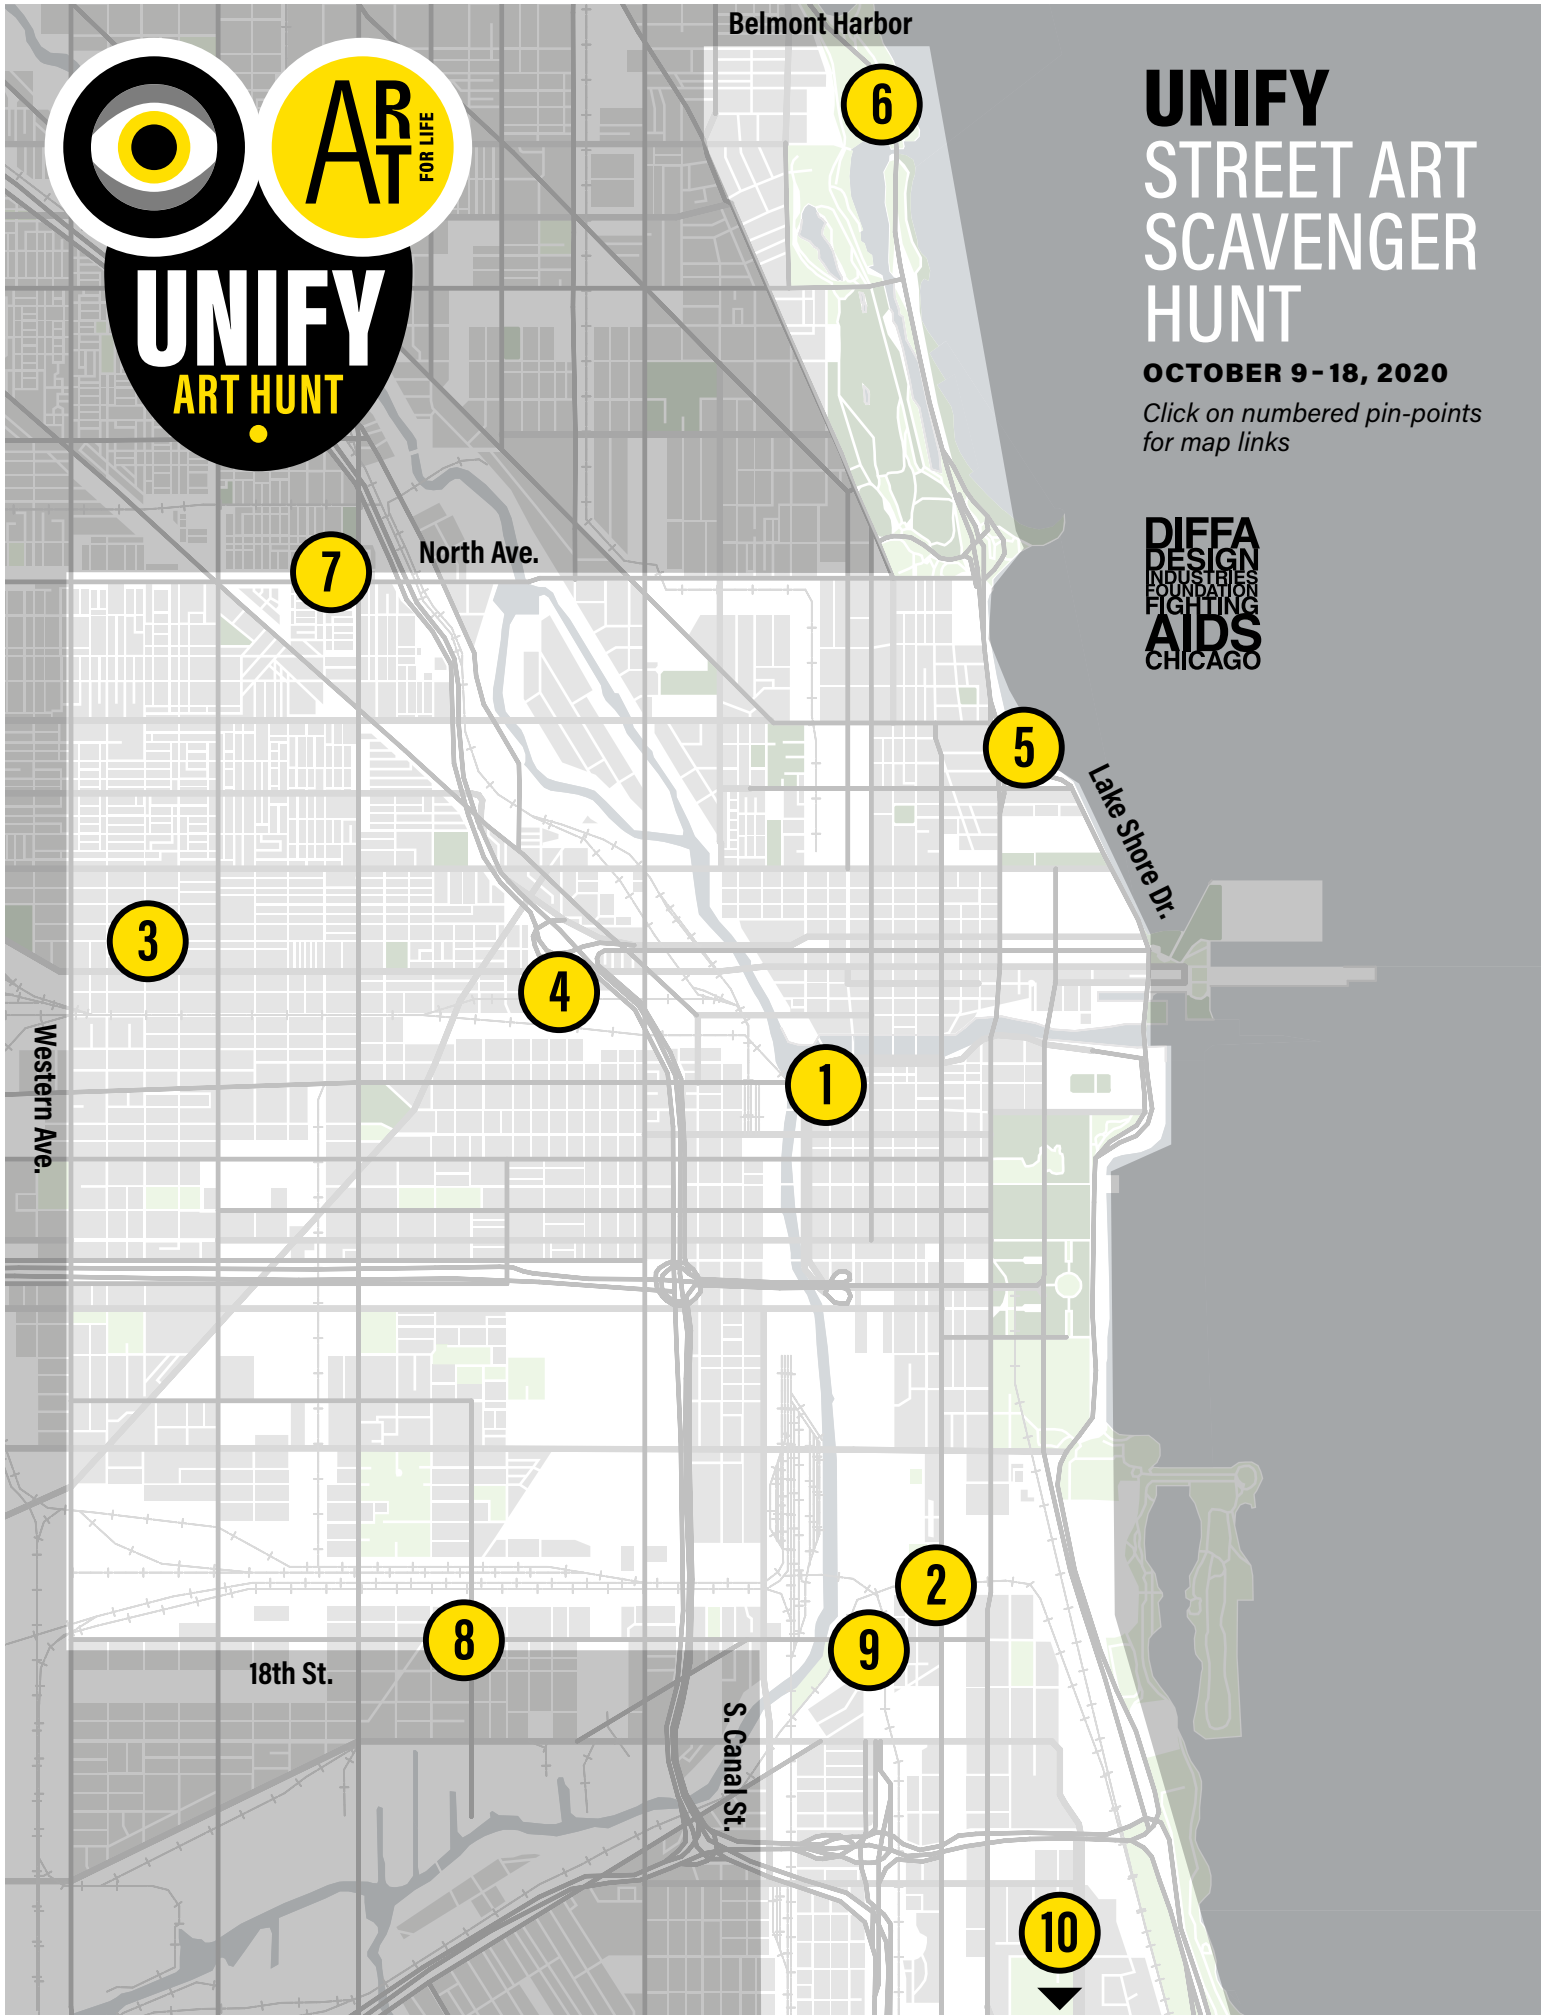 Belmont Harbor
ART FOR LIFE
UNIFY
ART HUNT
UNIFY
STREET ART
SCAVENGER
HUNT
OCTOBER 9-18, 2020
Click on numbered pin-points
for map links
DIFFA
DESIGN
INDUSTRIES
FOUNDATION
FIGHTING
AIDS
CHICAGO
6
7
North Ave.
5
Lake Shore Dr.
3
4
Western Ave.
1
2
8
9
18th St.
S. Canal St.
10